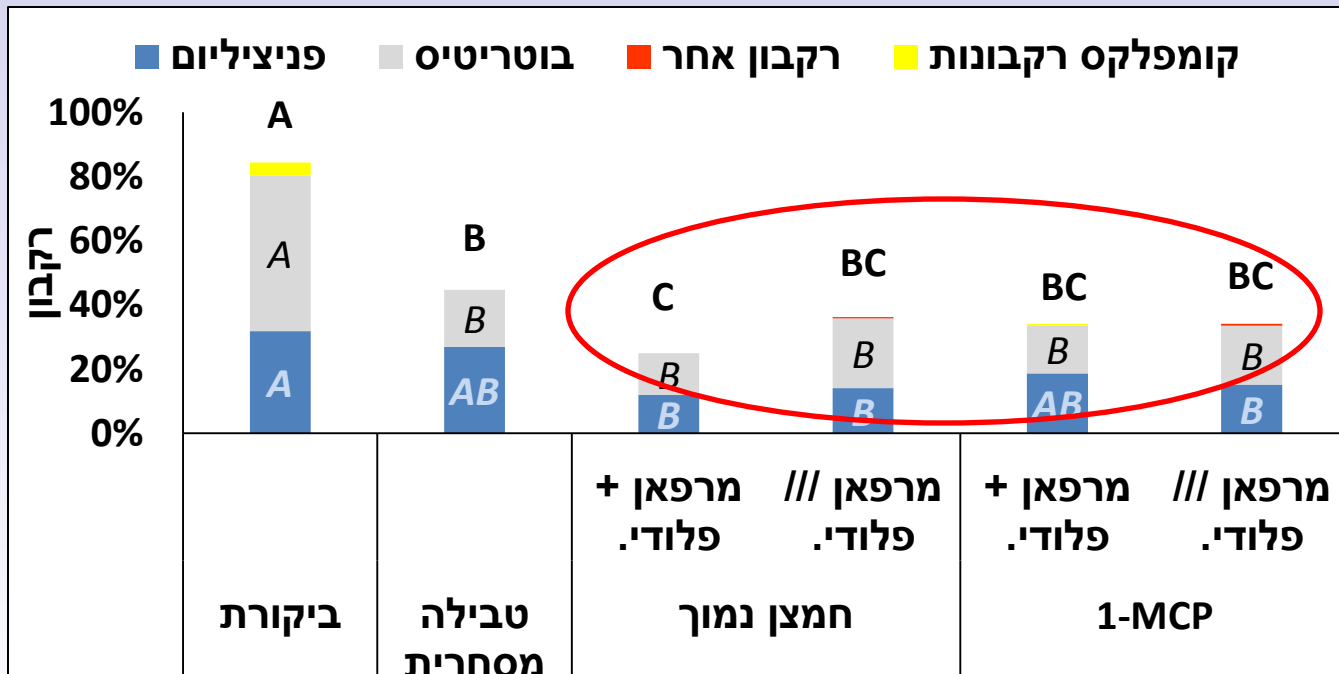 פניציליום בוטריטיס רקבון אחר קומפלקס רקבונות
רקבון
100%
80%
60%
40%
20%
0%
A
B
C
BC
BC
BC
A
B
B
B
B
B
A
AB
B
B
AB
B
מרפאן + מרפאן /// מרפאן + מרפאן ///
פלודי. פלודי. פלודי. פלודי.
ביקורת טבילה חמצן נמוך 1-MCP
מסחרית